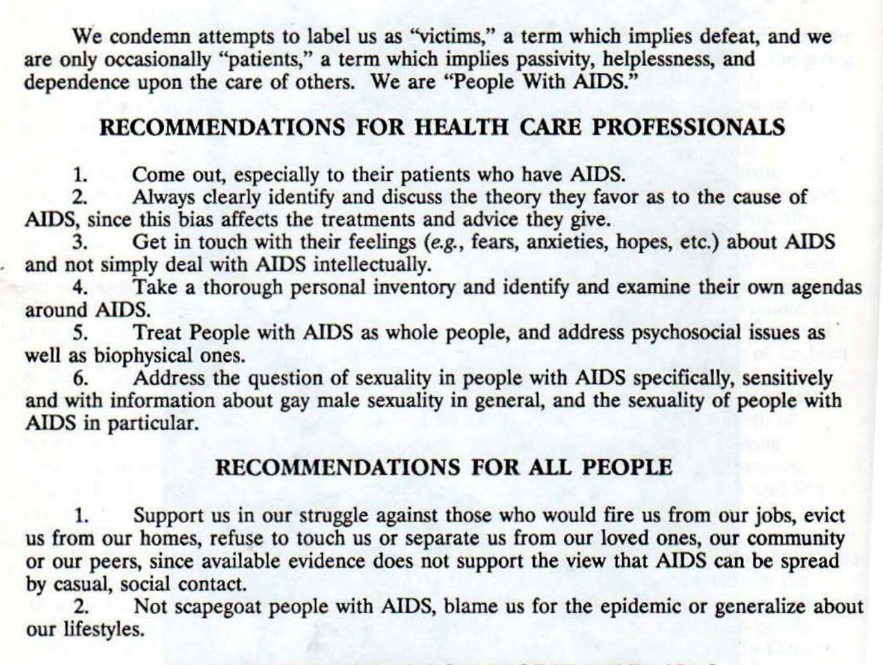 We condemn attempts to label us as “victims,” a term which implies defeat, and we
are only occasionally “patients,” a term which implies passivity, helplessness, and
dependence upon the care of others. We are “People With AIDS.”
RECOMMENDATIONS FOR HEALTH CARE PROFESSIONALS
1. Come out, especially to their patients who have AIDS.
2. Always clearly identify and discuss the theory they favor as to the cause of
AIDS, since this bias affects the treatments and advice they give.
3. Get in touch with their feelings (e.g., fears, anxieties, hopes, etc.) about AIDS
and not simply deal with AIDS intellectually.
4. Take a thorough personal inventory and identify and examine their own agendas
around AIDS.
5. Treat People with AIDS as whole people, and address psychosocial issues as
well as biophysical ones.
6. Address the question of sexuality in people with AIDS specifically, sensitively
and with information about gay male sexuality in general, and the sexuality of people with
AIDS in particular.
RECOMMENDATIONS FOR ALL PEOPLE
1. Support us in our struggle against those who would fire us from our jobs, evict
us from our homes, refuse to touch us or separate us from our loved ones, our community
or our peers, since available evidence does not support the view that AIDS can be spread
by casual, social contact.
2. Not scapegoat people with AIDS, blame us for the epidemic or generalize about
our lifestyles.